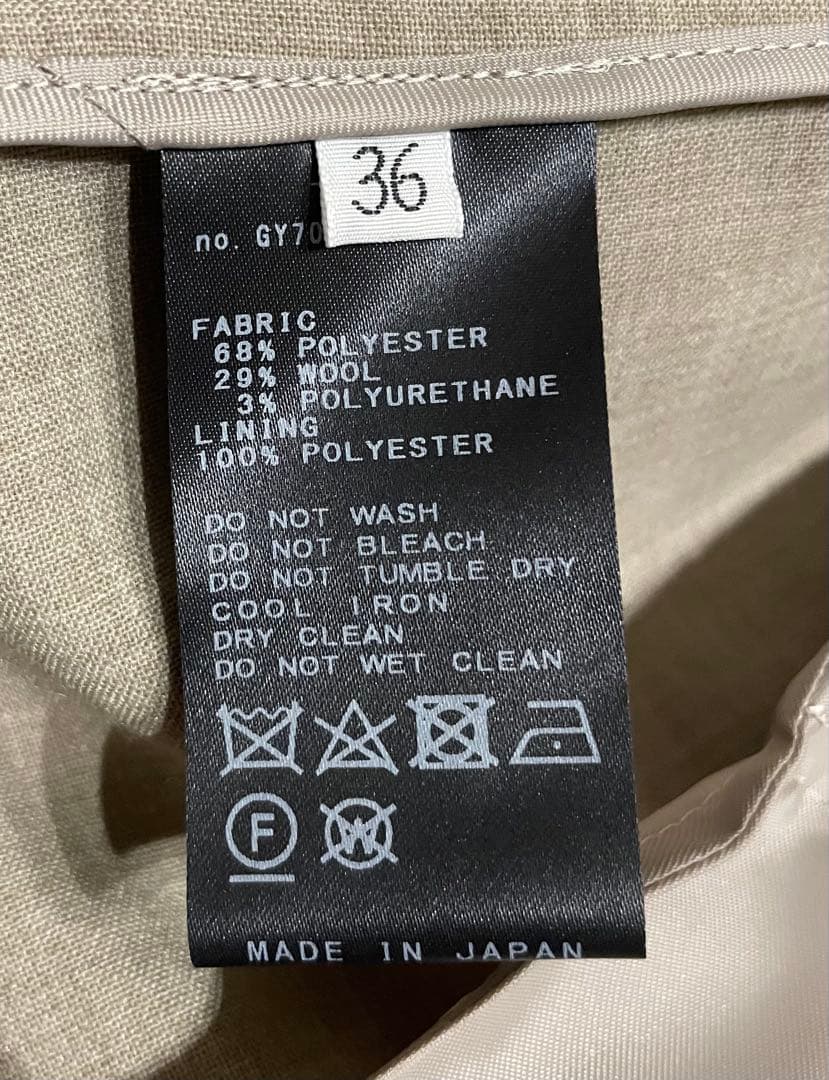 36
no. GY70
FABRIC
68% POLYESTER
29% WOOL
3% POLYURETHANE
LINING
100% POLYESTER
DO NOT WASH
DO NOT BLEACH
DO NOT TUMBLE DRY
COOL IRON
DRY CLEAN
DO NOT WET CLEAN
F
W
MADE IN JAPAN